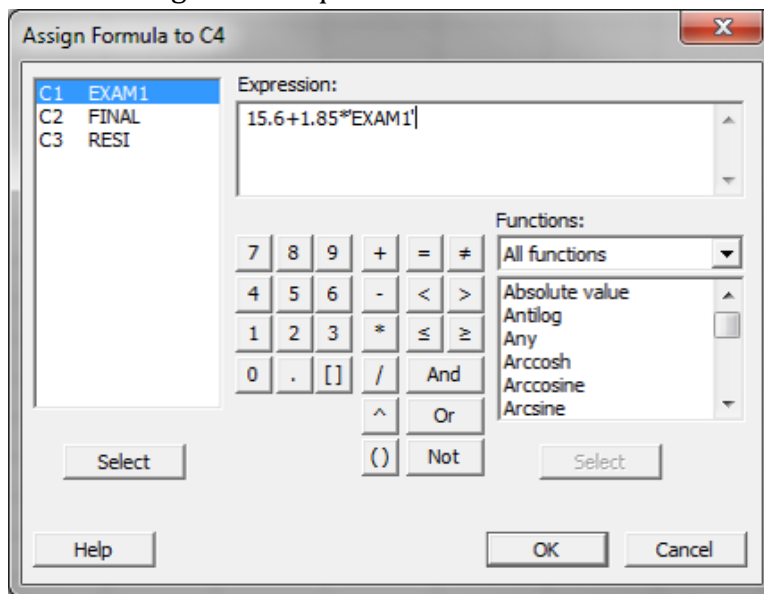 Assign Formula to C4
X
C1 EXAM1
C2 FINAL
C3 RESI
Expression:
15.6+1.85*'EXAM1'
Functions:
All functions
7 8 9 + = ≠
4 5 6 - < >
1 2 3 * ≤ ≥
0 . [] / And
^ Or
() Not
Absolute value
Antilog
Any
Arccosh
Arccosine
Arcsine
Select
Select
Help
OK
Cancel